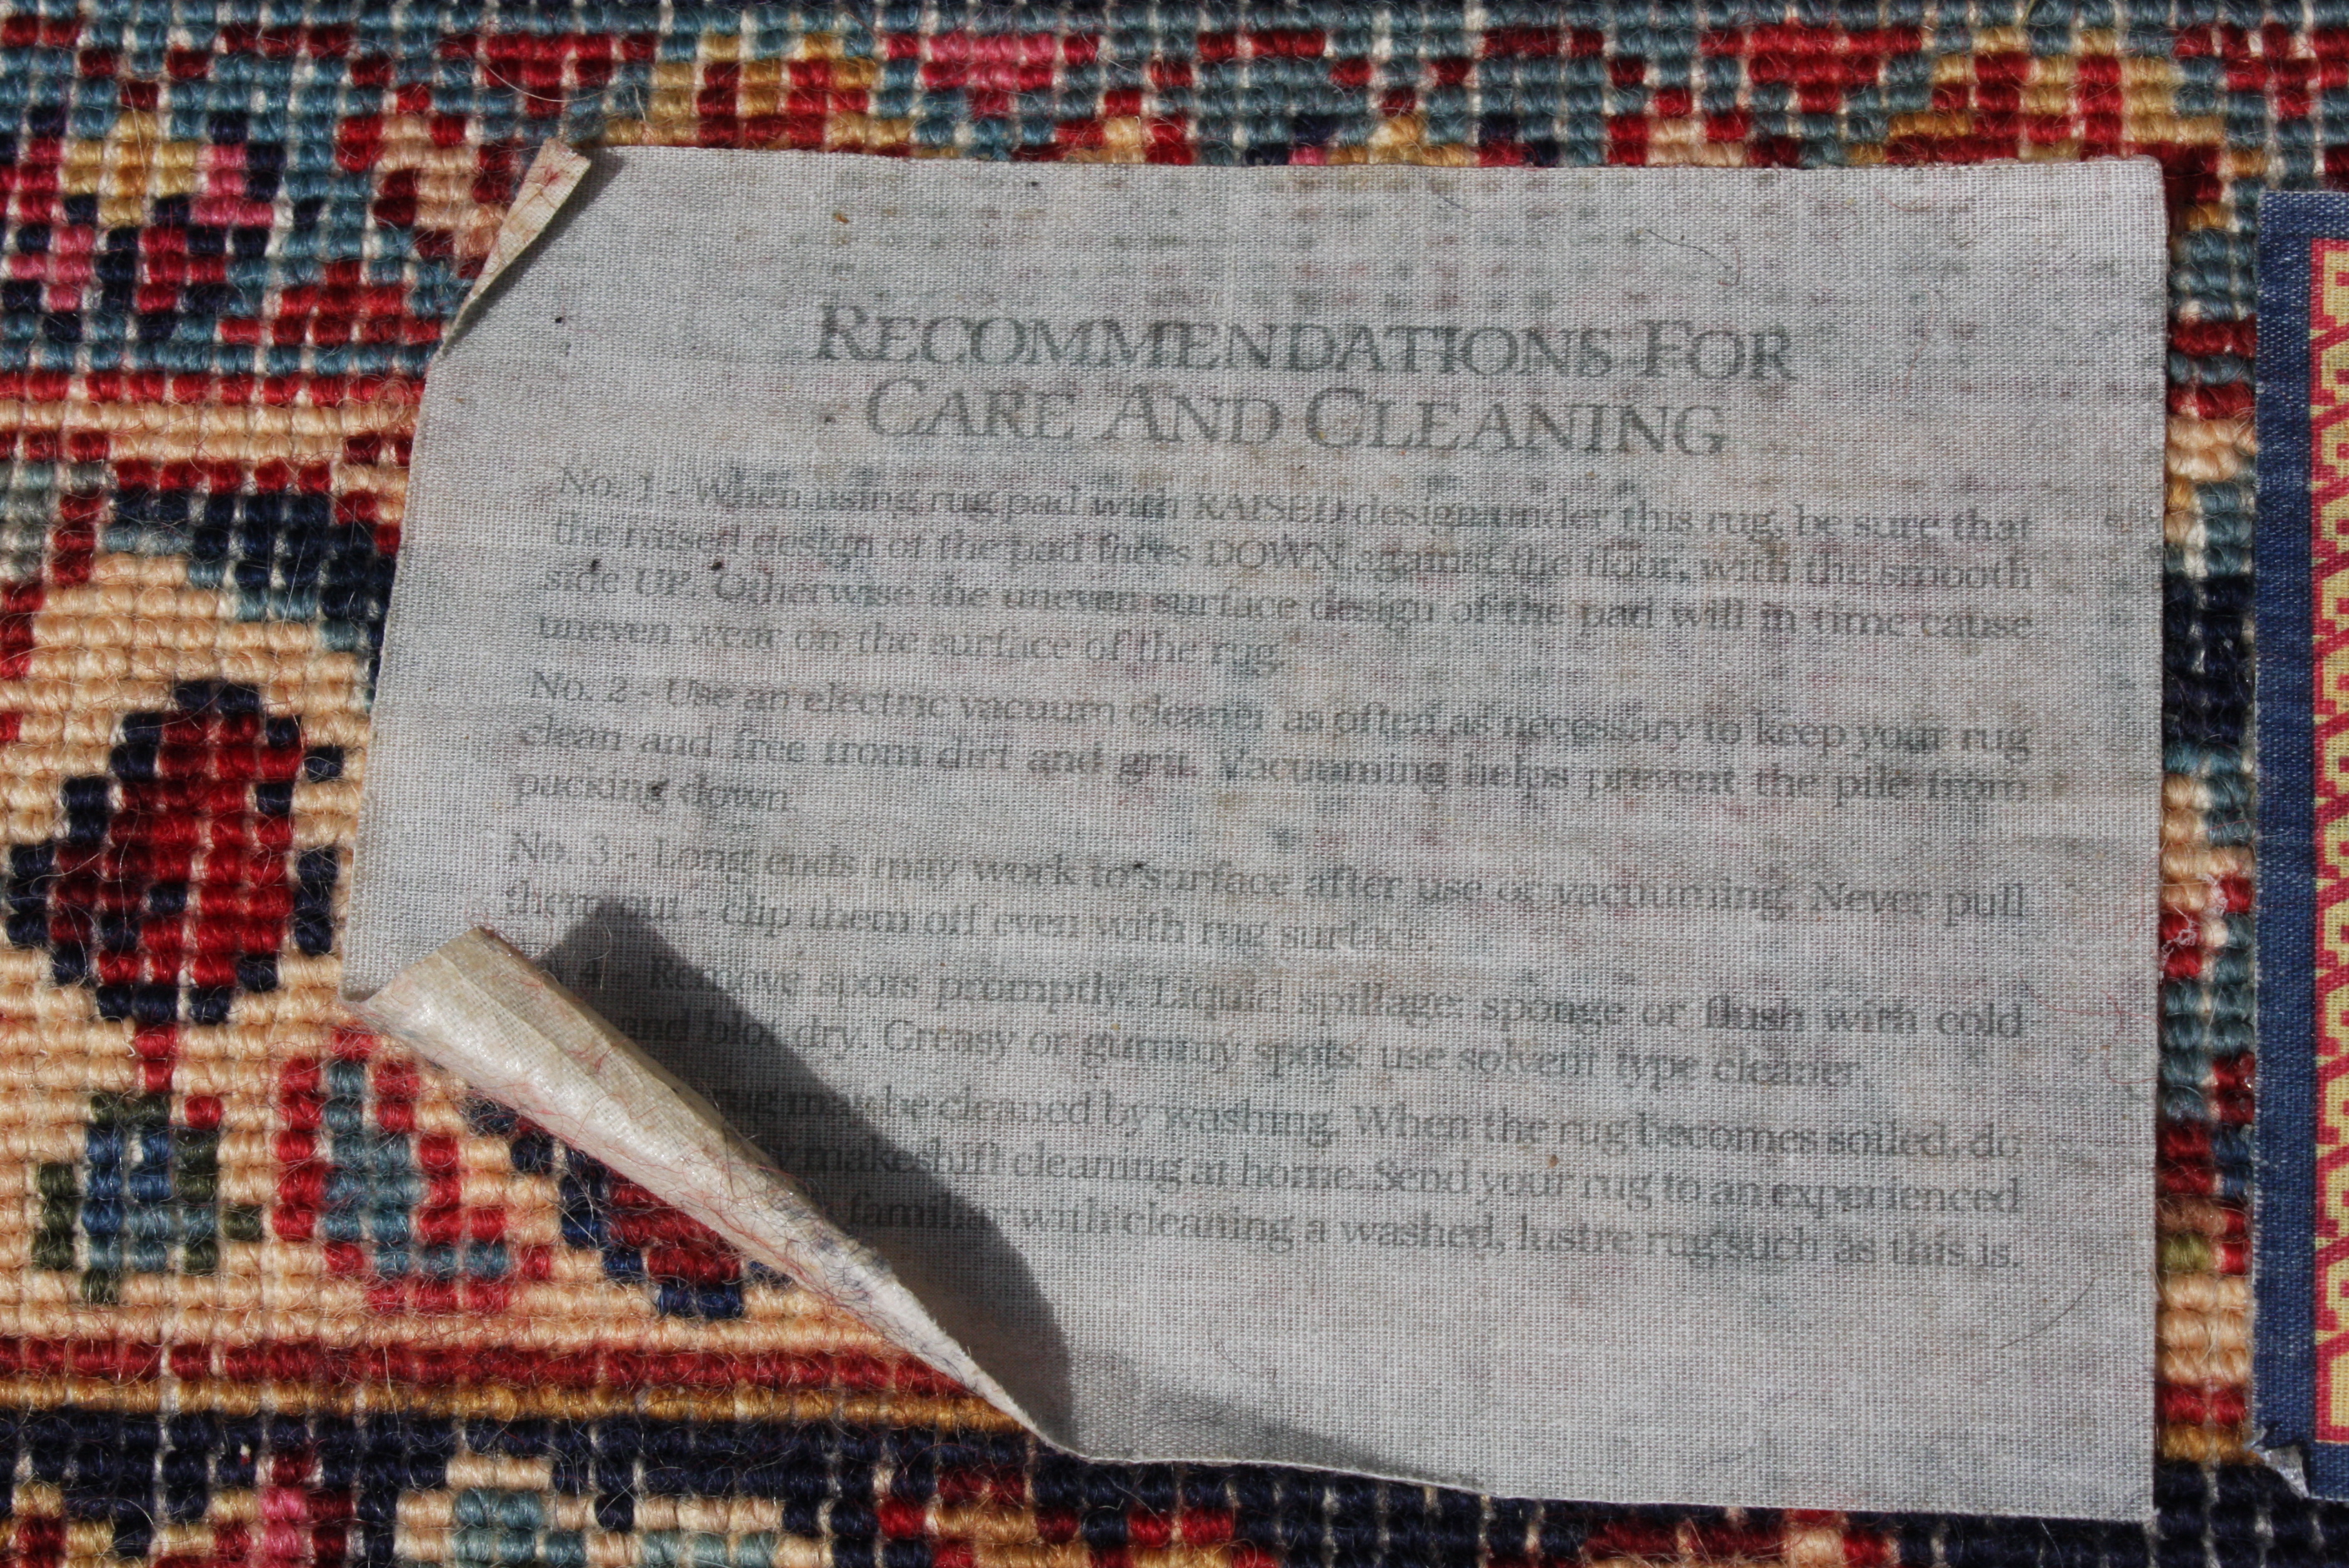 RECOMMENDATIONS FOR
CARE AND CLEANING
No. 1 - When using rug pad with RAISED design under this rug, be sure that
the raised design of the pad faces DOWN against the floor, with the smooth
side UP. Otherwise the uneven surface design of the pad will in time cause
uneven wear on the surface of the rug.
No. 2 - Use an electric vacuum cleaner as often as necessary to keep your rug
clean and free from dirt and grit. Vacuuming helps prevent the pile from
packing down.
No. 3 - Long ends may work to surface after use or vacuuming. Never pull
them out - clip them off even with rug surface.
4 - Remove spots promptly. Liquid spillage: sponge or flush with cold
and blot dry. Greasy or gummy spots: use solvent type cleaner.
rug may be cleaned by washing. When the rug becomes soiled, do
makeshift cleaning at home. Send your rug to an experienced
familiar with cleaning a washed, lustre rug such as this is.